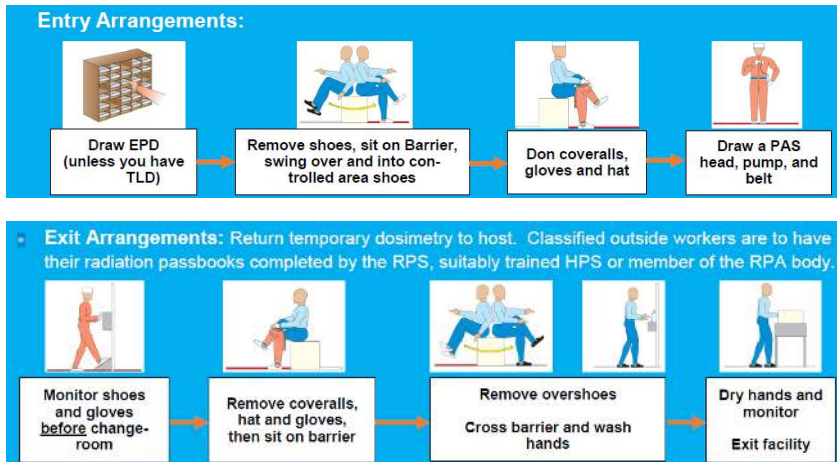 Entry Arrangements:
Draw EPD
(unless you have
TLD)
Remove shoes, sit on Barrier,
swing over and into con-
trolled area shoes
Don coveralls,
gloves and hat
Draw a PAS
head, pump, and
belt
Exit Arrangements: Return temporary dosimetry to host. Classified outside workers are to have
their radiation passbooks completed by the RPS, suitably trained HPS or member of the RPA body.
Monitor shoes
and gloves
before change-
room
Remove coveralls,
hat and gloves,
then sit on barrier
Remove overshoes
Cross barrier and wash
hands
Dry hands and
monitor
Exit facility